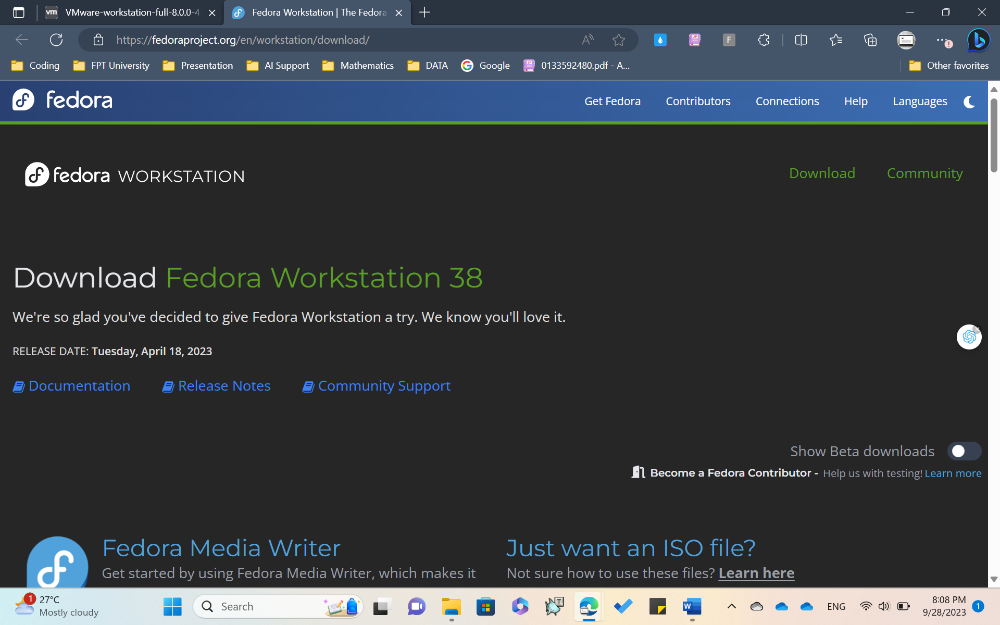 VMware-workstation-full-8.0.0-4
Fedora Workstation | The Fedora
https://fedoraproject.org/en/workstation/download/
Coding
FPT University
Presentation
AI Support
Mathematics
DATA
Google
0133592480.pdf - A...
Other favorites
fedora
Get Fedora
Contributors
Connections
Help
Languages
fedora WORKSTATION
Download
Community
Download Fedora Workstation 38
We're so glad you've decided to give Fedora Workstation a try. We know you'll love it.
RELEASE DATE: Tuesday, April 18, 2023
Documentation
Release Notes
Community Support
Show Beta downloads
Become a Fedora Contributor - Help us with testing! Learn more
Fedora Media Writer
Get started by using Fedora Media Writer, which makes it
Just want an ISO file?
Not sure how to use these files? Learn here
1
27°C
Mostly cloudy
Search
ENG
8:08 PM
9/28/2023
1